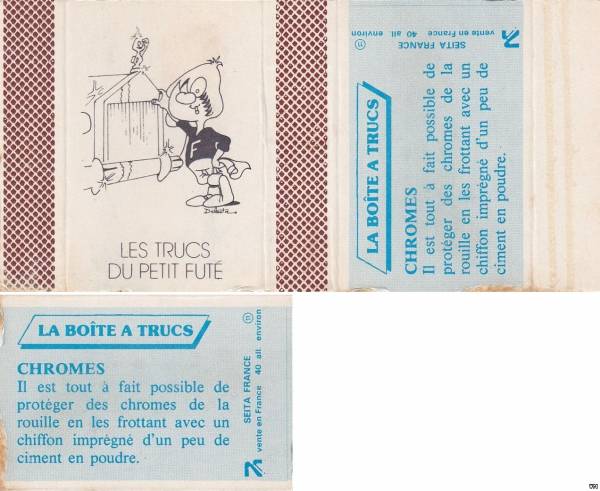 LES TRUCS
DU PETIT FUTÉ
LA BOÎTE A TRUCS
CHROMES
Il est tout à fait possible de
protéger des chromes de la
rouille en les frottant avec un
chiffon imprégné d'un peu de
ciment en poudre.
SEITA FRANCE 11
vente en France 40 all. environ
LA BOÎTE A TRUCS
CHROMES
Il est tout à fait possible de
protéger des chromes de la
rouille en les frottant avec un
chiffon imprégné d'un peu de
ciment en poudre.
SEITA FRANCE 11
vente en France 40 all. environ